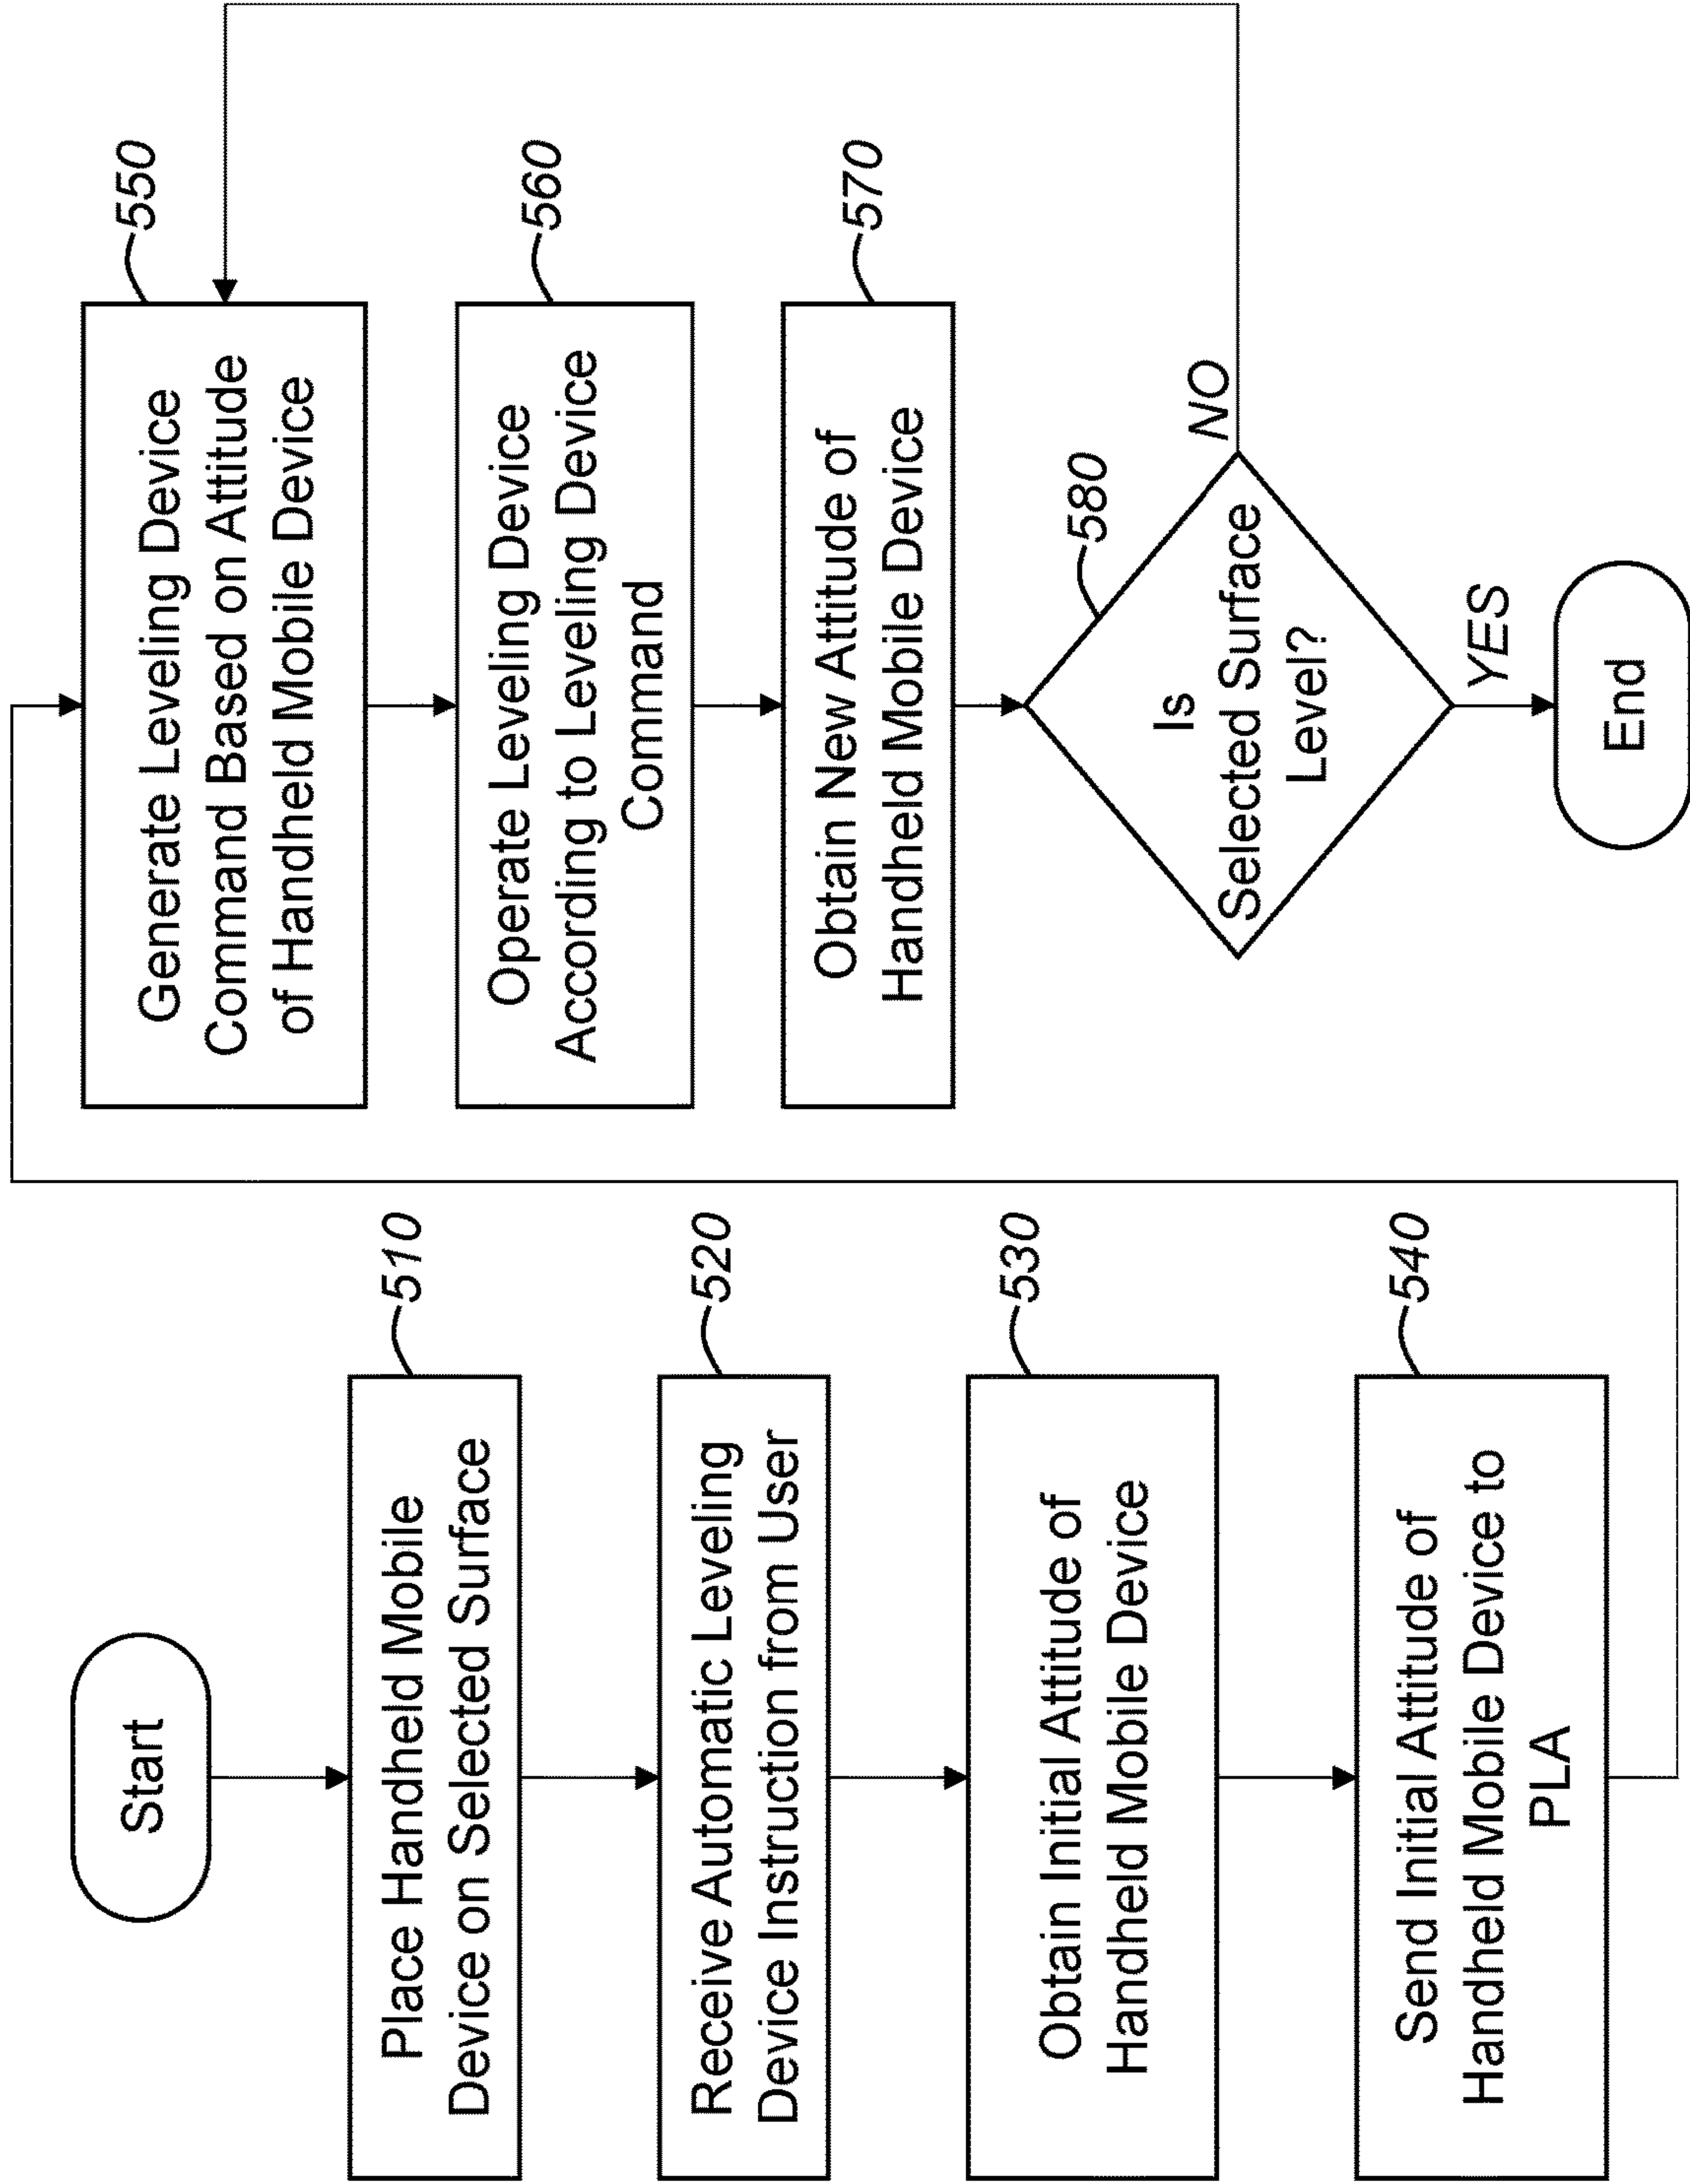 Start
Place Handheld Mobile
Device on Selected Surface
510
Receive Automatic Leveling
Device Instruction from User
520
Obtain Initial Attitude of
Handheld Mobile Device
530
Send Initial Attitude of
Handheld Mobile Device to
PLA
540
Generate Leveling Device
Command Based on Attitude
of Handheld Mobile Device
550
Operate Leveling Device
According to Leveling Device
Command
560
Obtain New Attitude of
Handheld Mobile Device
570
Is
Selected Surface
Level?
580
NO
YES
End